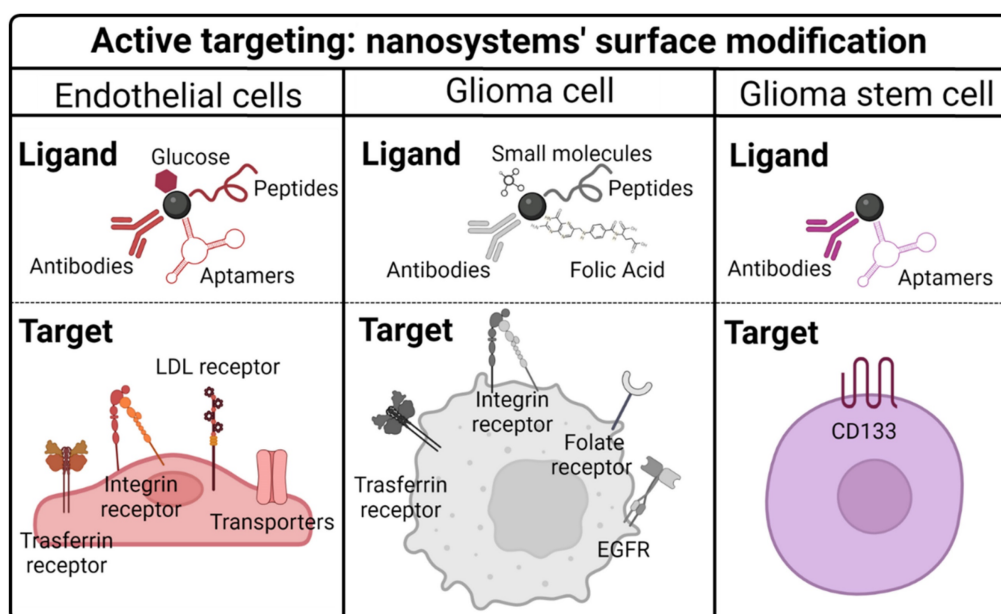 Active targeting: nanosystems' surface modification
Endothelial cells
Glioma cell
Glioma stem cell
Ligand
Glucose
Peptides
Antibodies
Aptamers
Ligand
Small molecules
Peptides
Antibodies
Folic Acid
Ligand
Antibodies
Aptamers
Target
LDL receptor
Integrin
receptor
Transporters
Trasferrin
receptor
Target
Integrin
receptor
Folate
receptor
Trasferrin
receptor
EGFR
Target
CD133